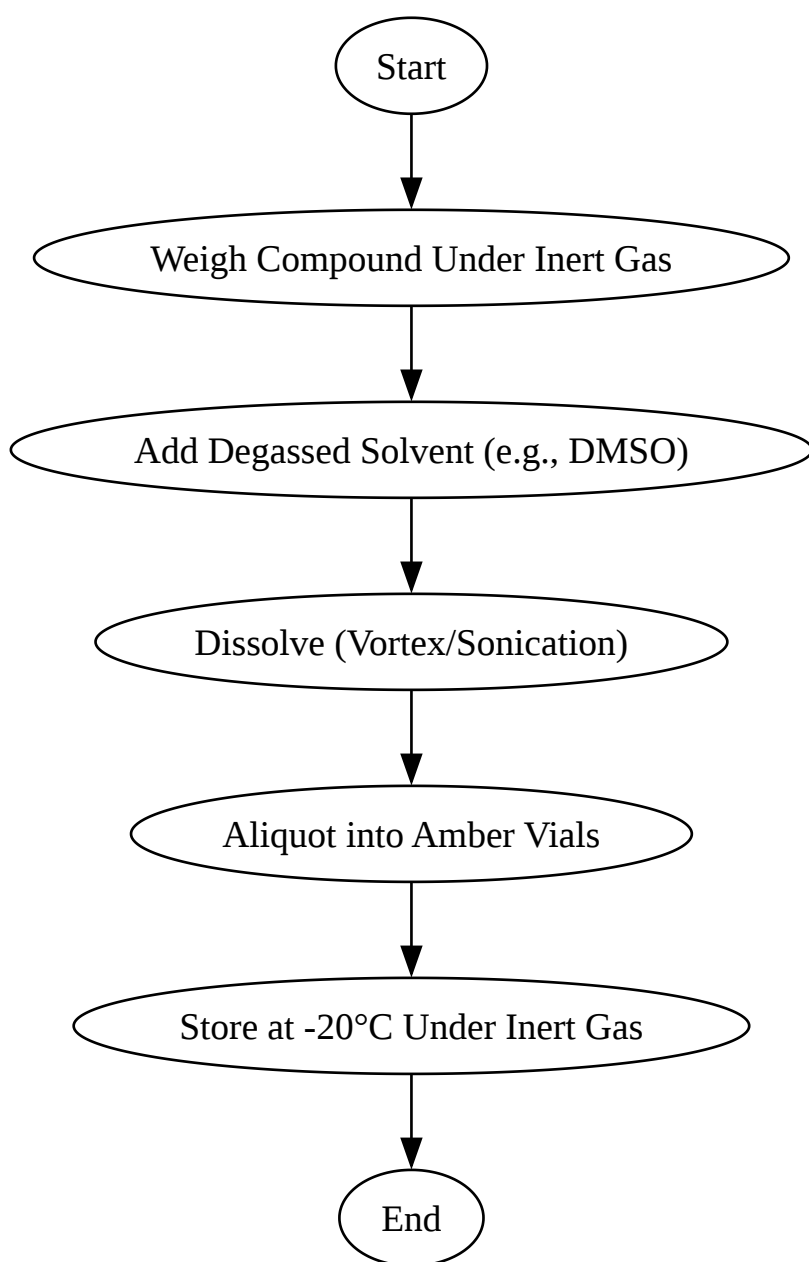 Start
Weigh Compound Under Inert Gas
Add Degassed Solvent (e.g., DMSO)
Dissolve (Vortex/Sonication)
Aliquot into Amber Vials
Store at -20°C Under Inert Gas
End